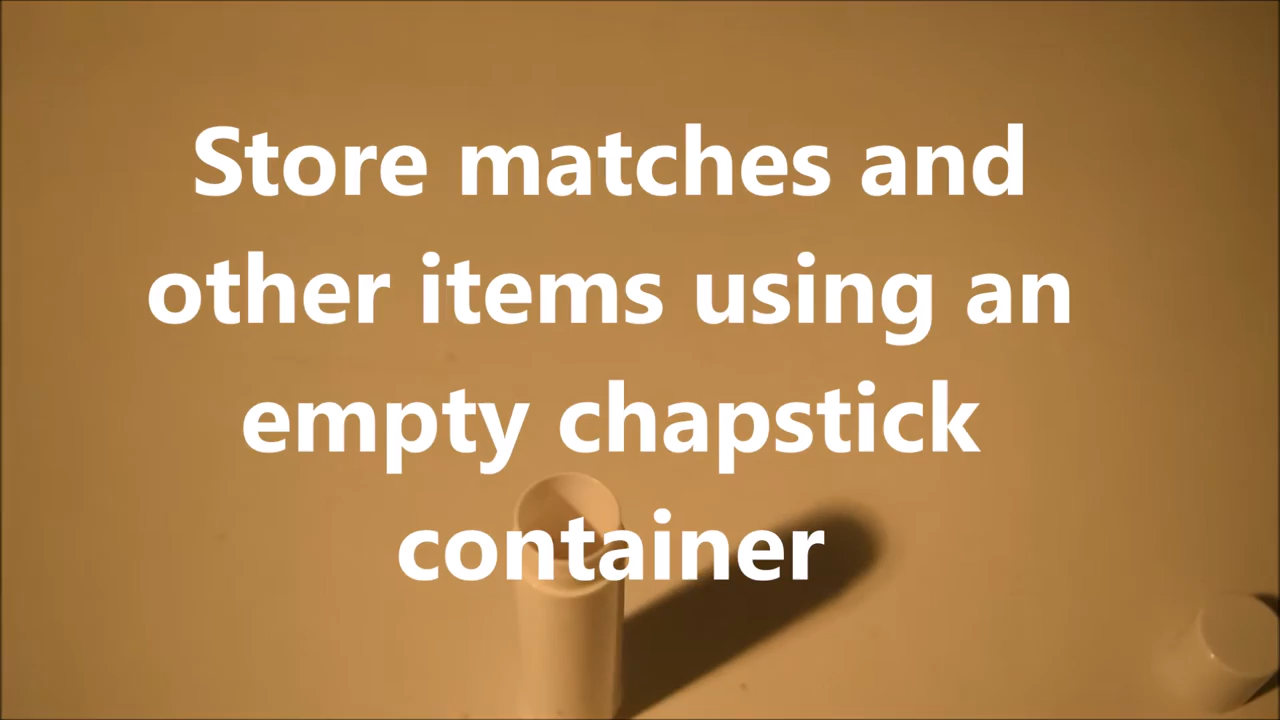 Store matches and
other items using an
empty chapstick
container